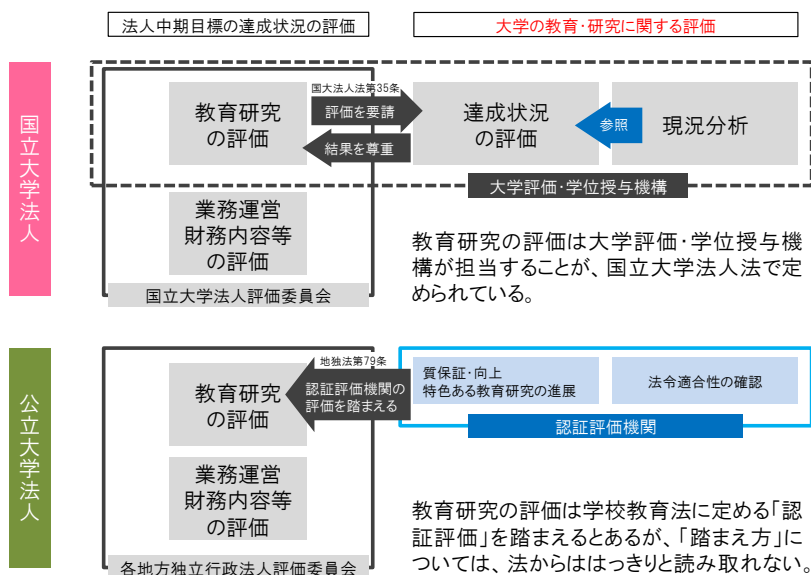 法人中期目標の達成状況の評価
大学の教育・研究に関する評価
国立大学法人
教育研究
の評価
国大法人法第35条
評価を要請
結果を尊重
達成状況
の評価
参照
現況分析
大学評価・学位授与機構
業務運営
財務内容等
の評価
国立大学法人評価委員会
教育研究の評価は大学評価・学位授与機
構が担当することが、国立大学法人法で定
められている。
公立大学法人
教育研究
の評価
地独法第79条
認証評価機関の
評価を踏まえる
質保証・向上
特色ある教育研究の進展
法令適合性の確認
認証評価機関
業務運営
財務内容等
の評価
各地方独立行政法人評価委員会
教育研究の評価は学校教育法に定める「認
証評価」を踏まえるとあるが、「踏まえ方」に
ついては、法からははっきりと読み取れない。